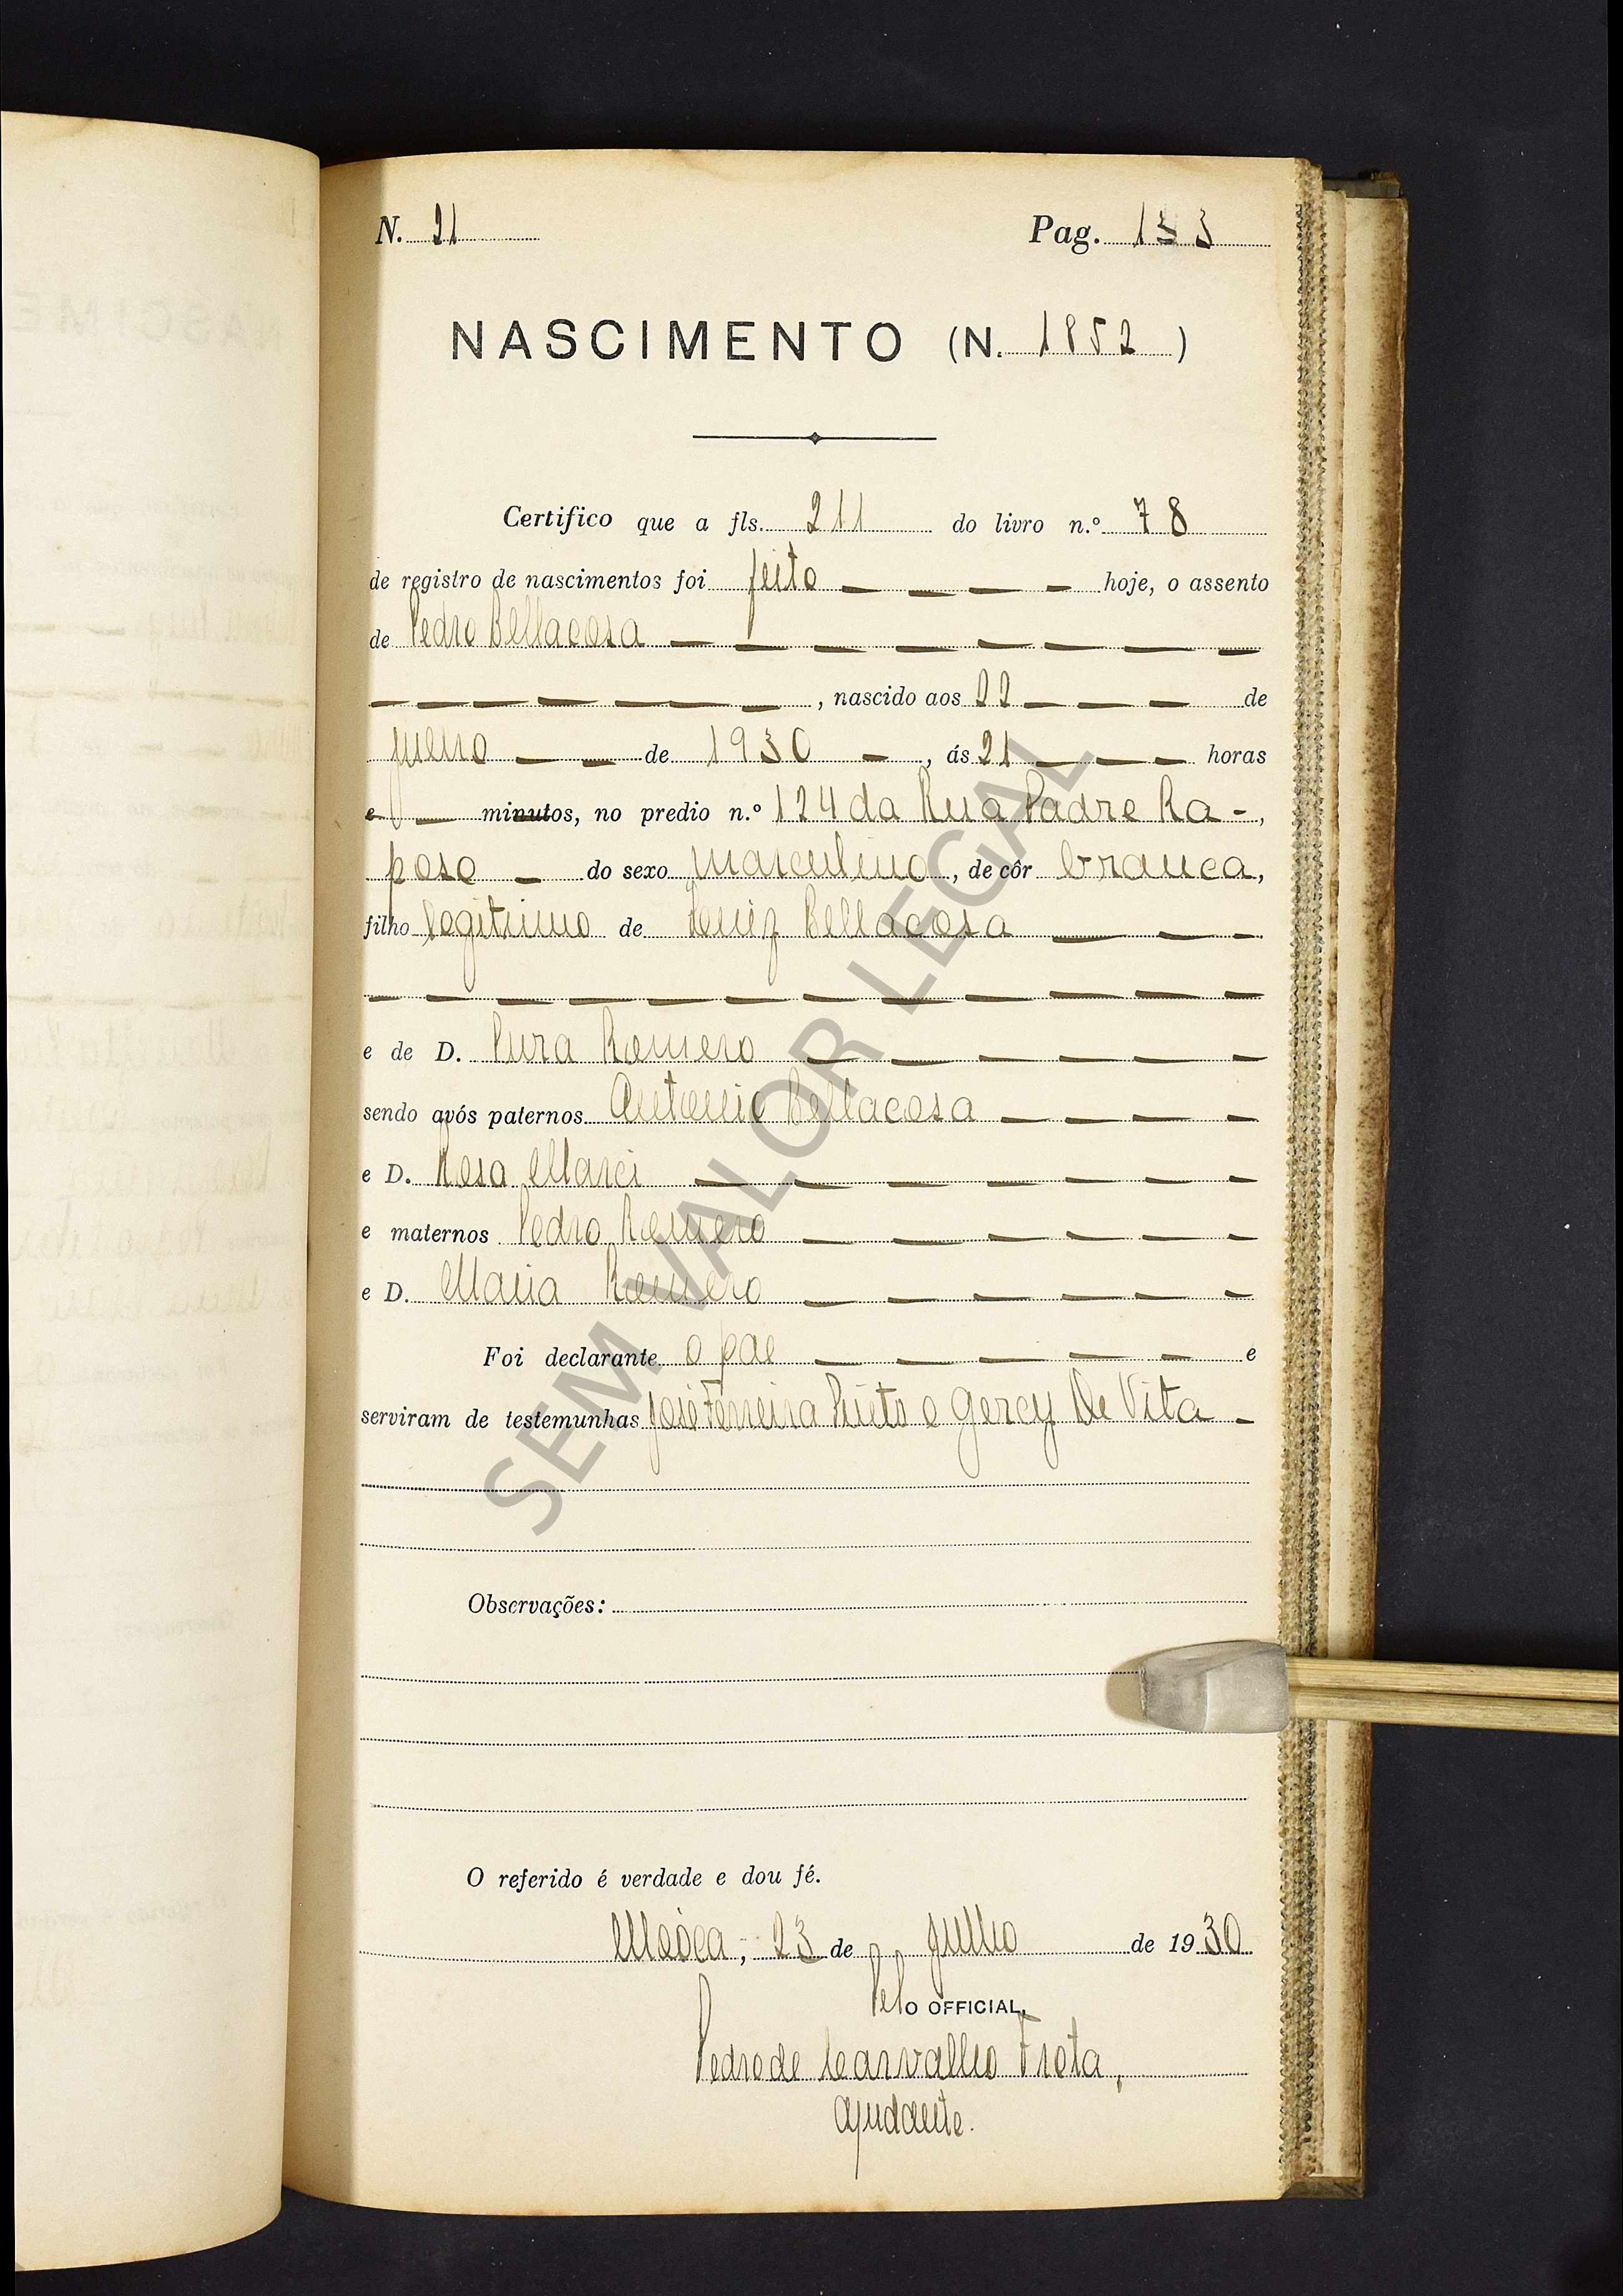 N. 21 Pag. 133
NASCIMENTO (N. 1852)
Certifico que a fls. 211 do livro n.º 78
de registro de nascimentos foi feito hoje, o assento
de Pedro Bellacosa
, nascido aos 22 de
julho de 1930, ás 21 horas
e minutos, no predio n.º 124 da Rua Padre Ra-,
poso do sexo masculino, de côr branca,
filho legitimo de Luiz Bellacosa
e de D. Pura Romero
sendo avós paternos Antonio Bellacosa
e D. Rosa Marci
e maternos Pedro Romero
e D. Maria Romero
Foi declarante o pae e
serviram de testemunhas José Ferreira Pinto e Gercy De Vita
Observações:
O referido é verdade e dou fé.
Moóca, 23 de julho de 1930
Pelo OFFICIAL,
Pedro de Carvalho Frota,
ajudante.
SEM VALOR LEGAL